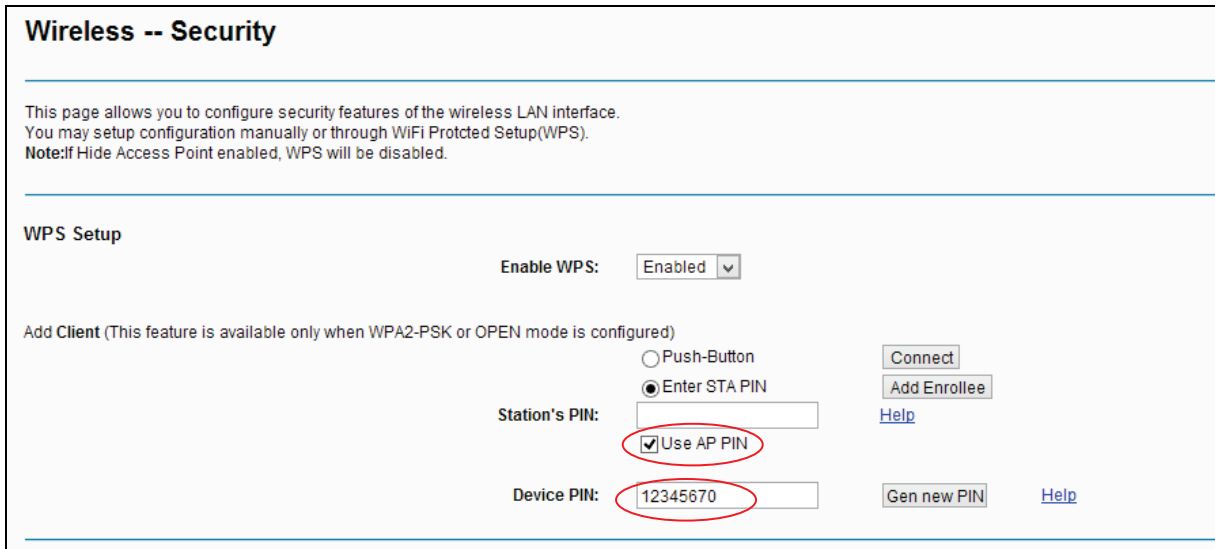 Wireless -- Security
This page allows you to configure security features of the wireless LAN interface.
You may setup configuration manually or through WiFi Protcted Setup(WPS).
Note:If Hide Access Point enabled, WPS will be disabled.
WPS Setup
Enable WPS: Enabled
Add Client (This feature is available only when WPA2-PSK or OPEN mode is configured)
Push-Button Connect
Enter STA PIN Add Enrollee
Station's PIN: Help
Use AP PIN
Device PIN: 12345670 Gen new PIN Help